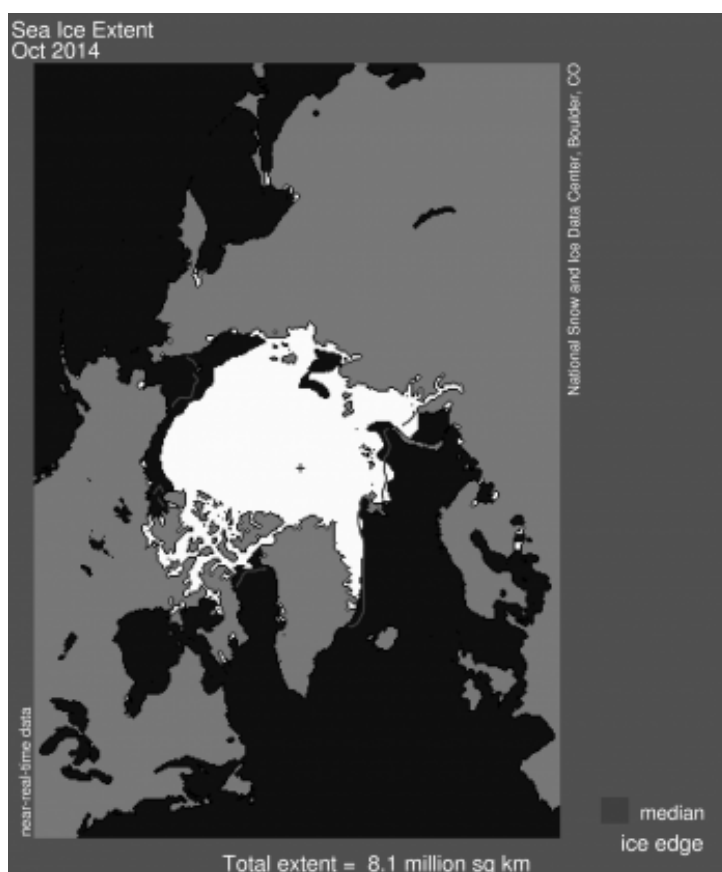 Sea Ice Extent
Oct 2014
National Snow and Ice Data Center, Boulder, CO
near-real-time data
median
ice edge
Total extent = 8.1 million sq km